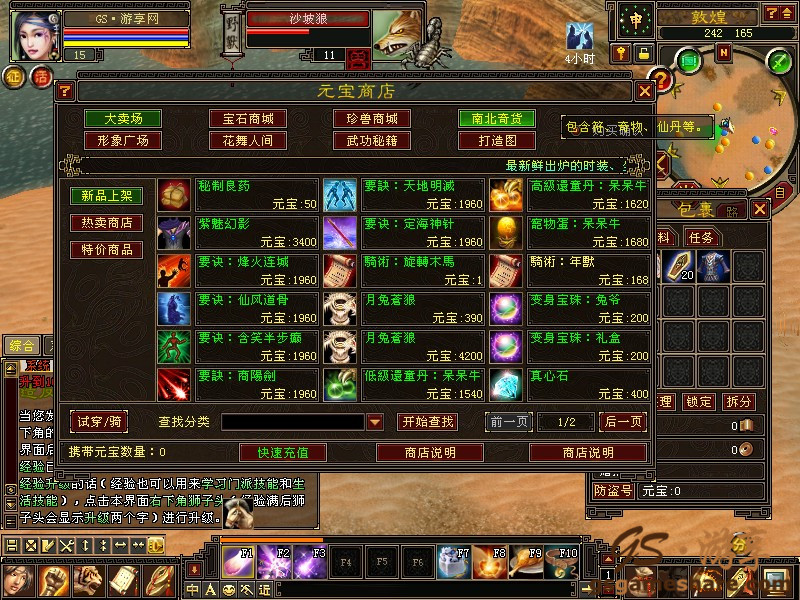 GS·游享网
15
野獸
沙坡狼
11
4小时
敦煌
242 165
N
征
活
元宝商店
大卖场
宝石商城
珍兽商城
南北奇货
形象广场
花舞人间
武功秘籍
打造图
包含符、奇物、仙丹等。
最新鲜出炉的时装、
新品上架
热卖商店
特价商品
秘制良药
元宝:50
要訣：天地明滅
元宝:1960
高級還童丹：呆呆牛
元宝:1620
紫魅幻影
元宝:3400
要诀：定海神针
元宝:1960
寵物蛋：呆呆牛
元宝:1680
要诀：烽火连城
元宝:1960
騎術：旋轉木馬
元宝:1
騎術：年獸
元宝:168
要诀：仙风道骨
元宝:1960
月兔蒼狼
元宝:390
变身宝珠：兔爷
元宝:200
要诀：含笑半步癫
元宝:1960
月兔蒼狼
元宝:4200
变身宝珠：礼盒
元宝:200
要訣：商陽劍
元宝:1960
低級還童丹：呆呆牛
元宝:1540
真心石
元宝:400
试穿/骑
查找分类
开始查找
前一页
1/2
后一页
携带元宝数量:0
快速充值
商店说明
商店说明
包裹
自
料
任务
20
理
锁定
拆分
0
0
防盗号
元宝:0
综合
当您发
下角的
界面后
经验已
经验升级的话（经验也可以用来学习门派技能和生
活技能），点击本界面右下角狮子头（经验满后狮
子头会显示升级两个字）进行升级。
F1
F2
F3
F4
F5
F6
F7
F8
F9
F10
中
A
近
1
GS